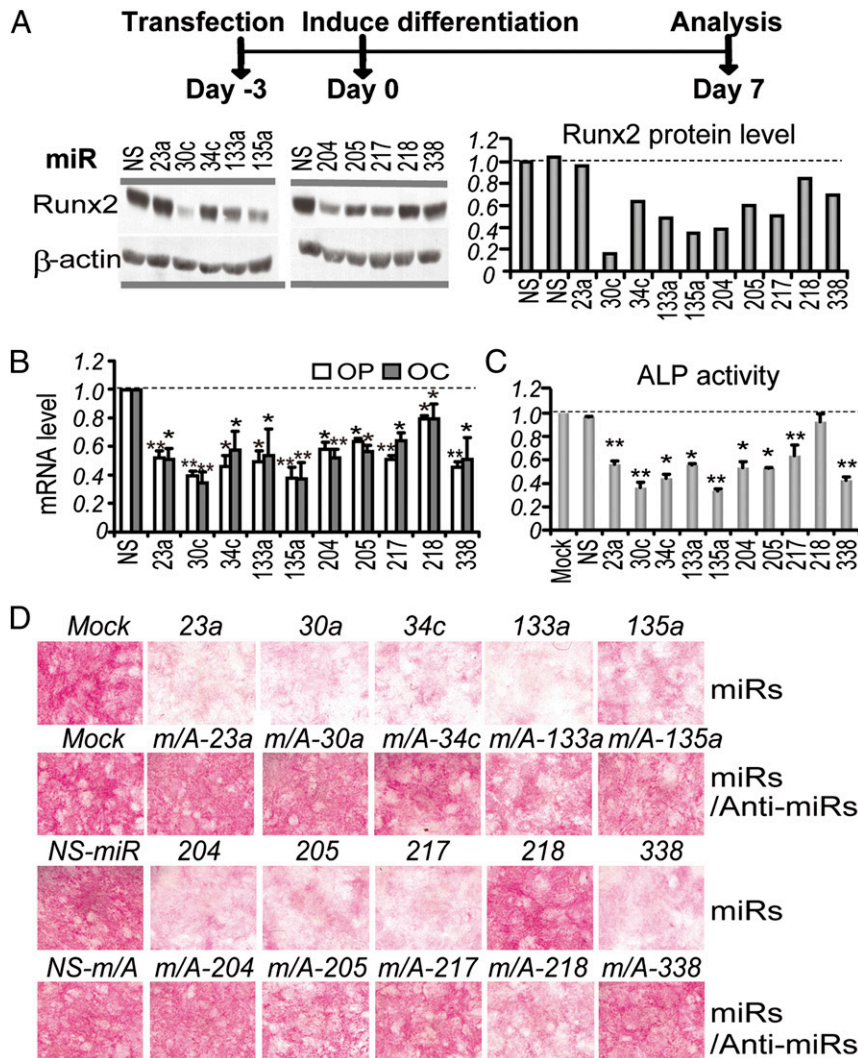 A
Transfection Induce differentiation Analysis
Day -3 Day 0 Day 7
miR NS 23a 30c 34c 133a 135a NS 204 205 217 218 338
Runx2
β-actin
Runx2 protein level
1.2
1.0
0.8
0.6
0.4
0.2
0
NS NS 23a 30c 34c 133a 135a 204 205 217 218 338
B
mRNA level
1.2
1.0
0.8
0.6
0.4
0.2
0
OP OC
** * ** ** * * * * ** ** * ** * * ** * * * ** *
NS 23a 30c 34c 133a 135a 204 205 217 218 338
C
ALP activity
1.2
1.0
0.8
0.6
0.4
0.2
0
** ** * * ** * * ** **
Mock NS 23a 30c 34c 133a 135a 204 205 217 218 338
D
Mock 23a 30a 34c 133a 135a
miRs
Mock m/A-23a m/A-30a m/A-34c m/A-133a m/A-135a
miRs
/Anti-miRs
NS-miR 204 205 217 218 338
miRs
NS-m/A m/A-204 m/A-205 m/A-217 m/A-218 m/A-338
miRs
/Anti-miRs